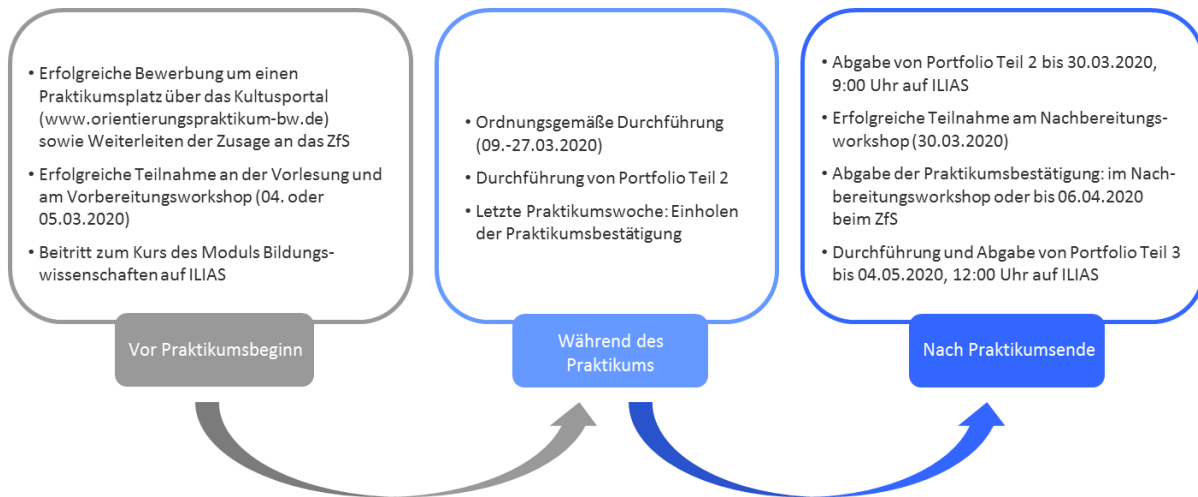 • Erfolgreiche Bewerbung um einen
Praktikumsplatz über das Kultusportal
(www.orientierungspraktikum-bw.de)
sowie Weiterleiten der Zusage an das ZfS
• Erfolgreiche Teilnahme an der Vorlesung und
am Vorbereitungsworkshop (04. oder
05.03.2020)
• Beitritt zum Kurs des Moduls Bildungs-
wissenschaften auf ILIAS
Vor Praktikumsbeginn
• Ordnungsgemäße Durchführung
(09.-27.03.2020)
• Durchführung von Portfolio Teil 2
• Letzte Praktikumswoche: Einholen
der Praktikumsbestätigung
Während des
Praktikums
• Abgabe von Portfolio Teil 2 bis 30.03.2020,
9:00 Uhr auf ILIAS
• Erfolgreiche Teilnahme am Nachbereitungs-
workshop (30.03.2020)
• Abgabe der Praktikumsbestätigung: im Nach-
bereitungsworkshop oder bis 06.04.2020
beim ZfS
• Durchführung und Abgabe von Portfolio Teil 3
bis 04.05.2020, 12:00 Uhr auf ILIAS
Nach Praktikumsende